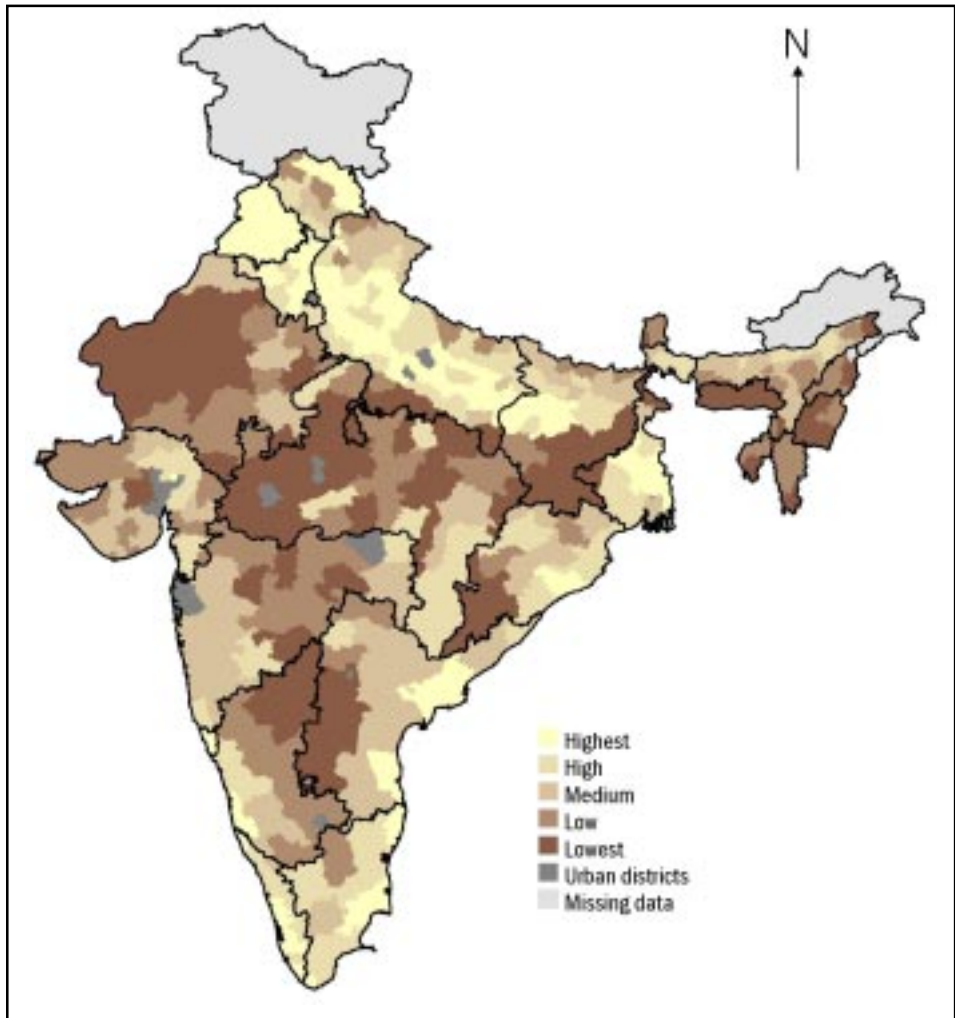 N
Highest
High
Medium
Low
Lowest
Urban districts
Missing data